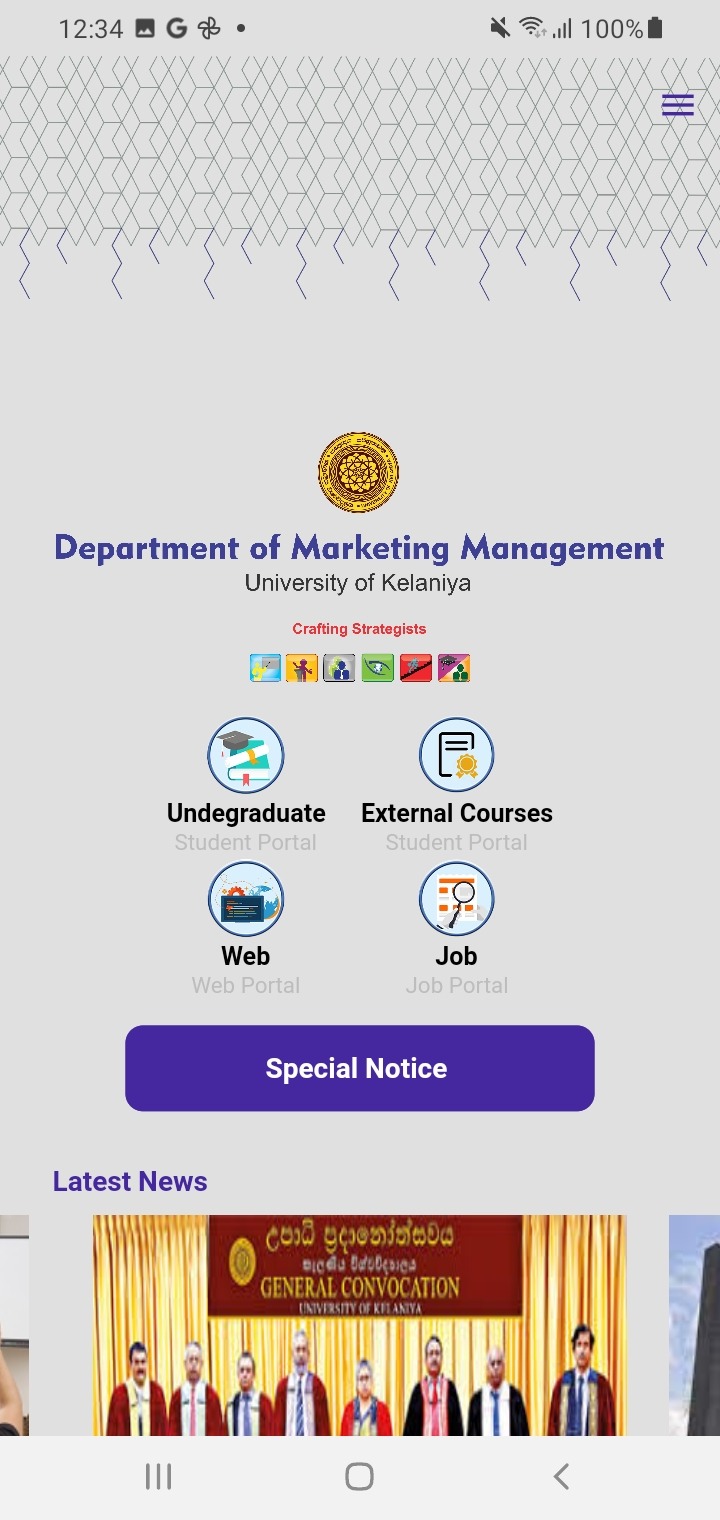 12:34
100%
Department of Marketing Management
University of Kelaniya
Crafting Strategists
Undegraduate
External Courses
Student Portal
Student Portal
Web
Job
Web Portal
Job Portal
Special Notice
Latest News
උපාධි ප්‍රදානෝත්සවය
කැලණිය විශ්වවිද්‍යාලය
GENERAL CONVOCATION
UNIVERSITY OF KELANIYA